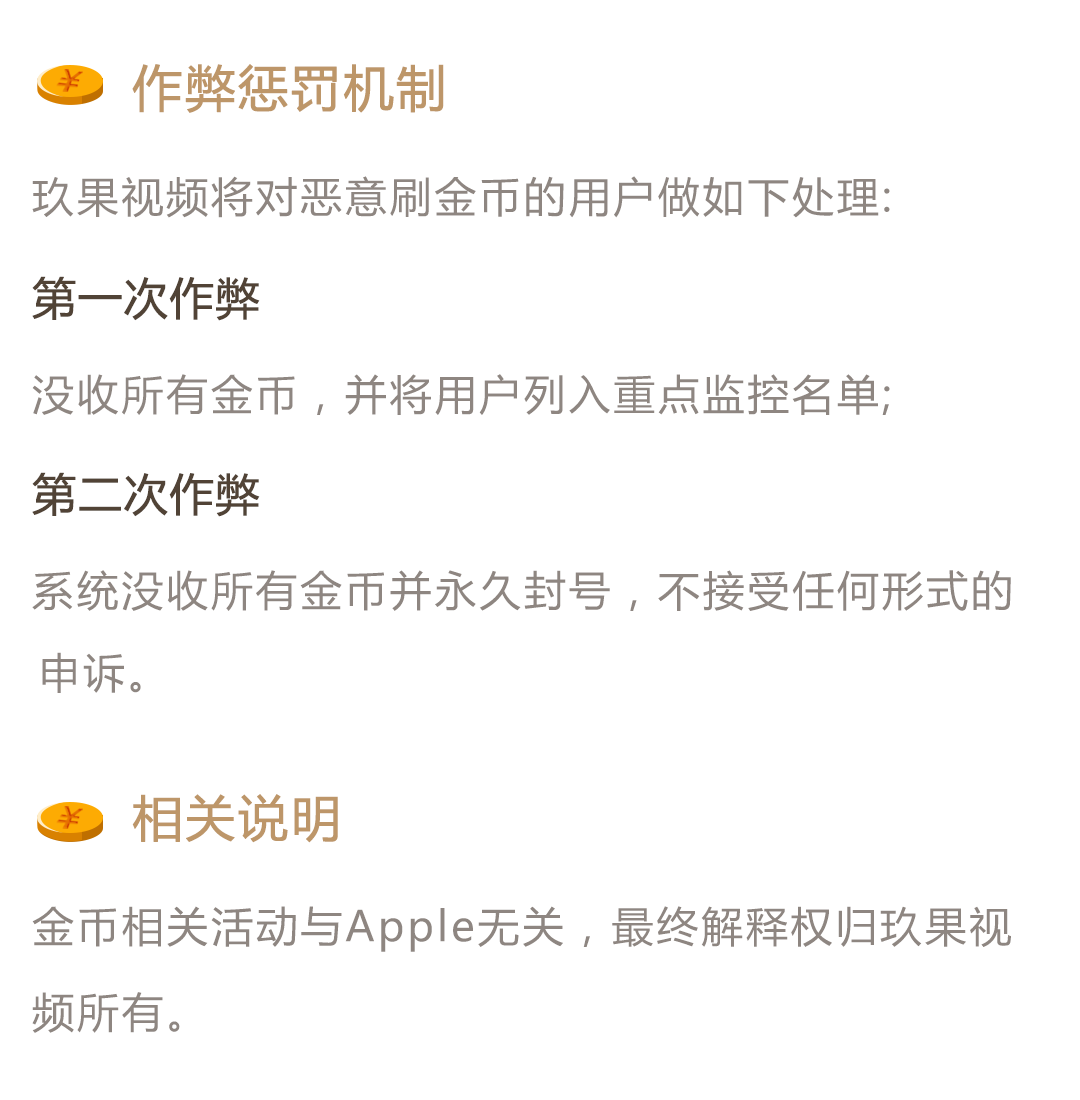 作弊惩罚机制
玖果视频将对恶意刷金币的用户做如下处理:
第一次作弊
没收所有金币，并将用户列入重点监控名单;
第二次作弊
系统没收所有金币并永久封号，不接受任何形式的
申诉。
相关说明
金币相关活动与Apple无关，最终解释权归玖果视
频所有。